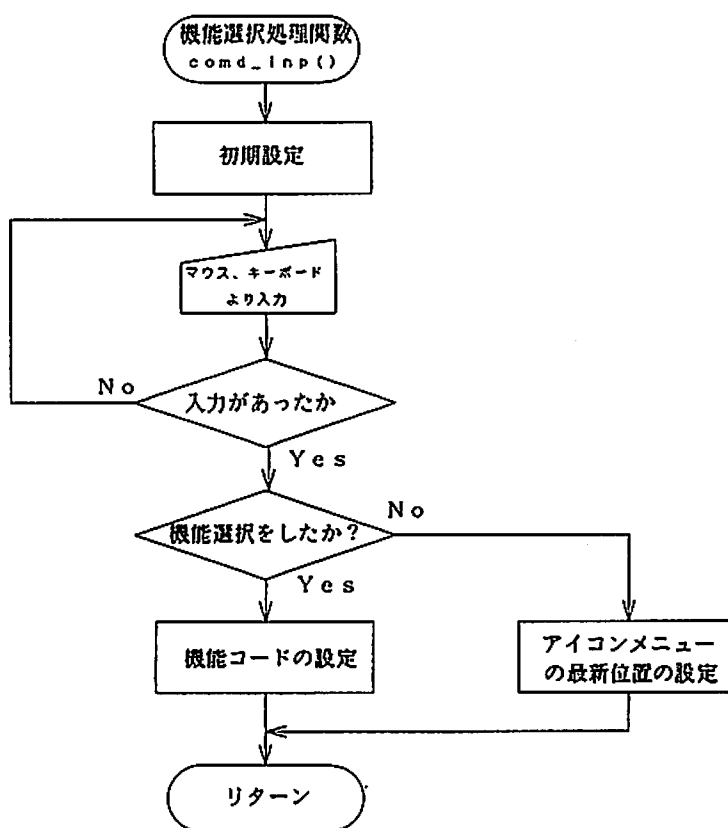 機能選択処理関数
comd_inp()
初期設定
マウス、キーボード
より入力
No
入力があったか
Yes
機能選択をしたか?
No
Yes
機能コードの設定
アイコンメニュー
の最新位置の設定
リターン